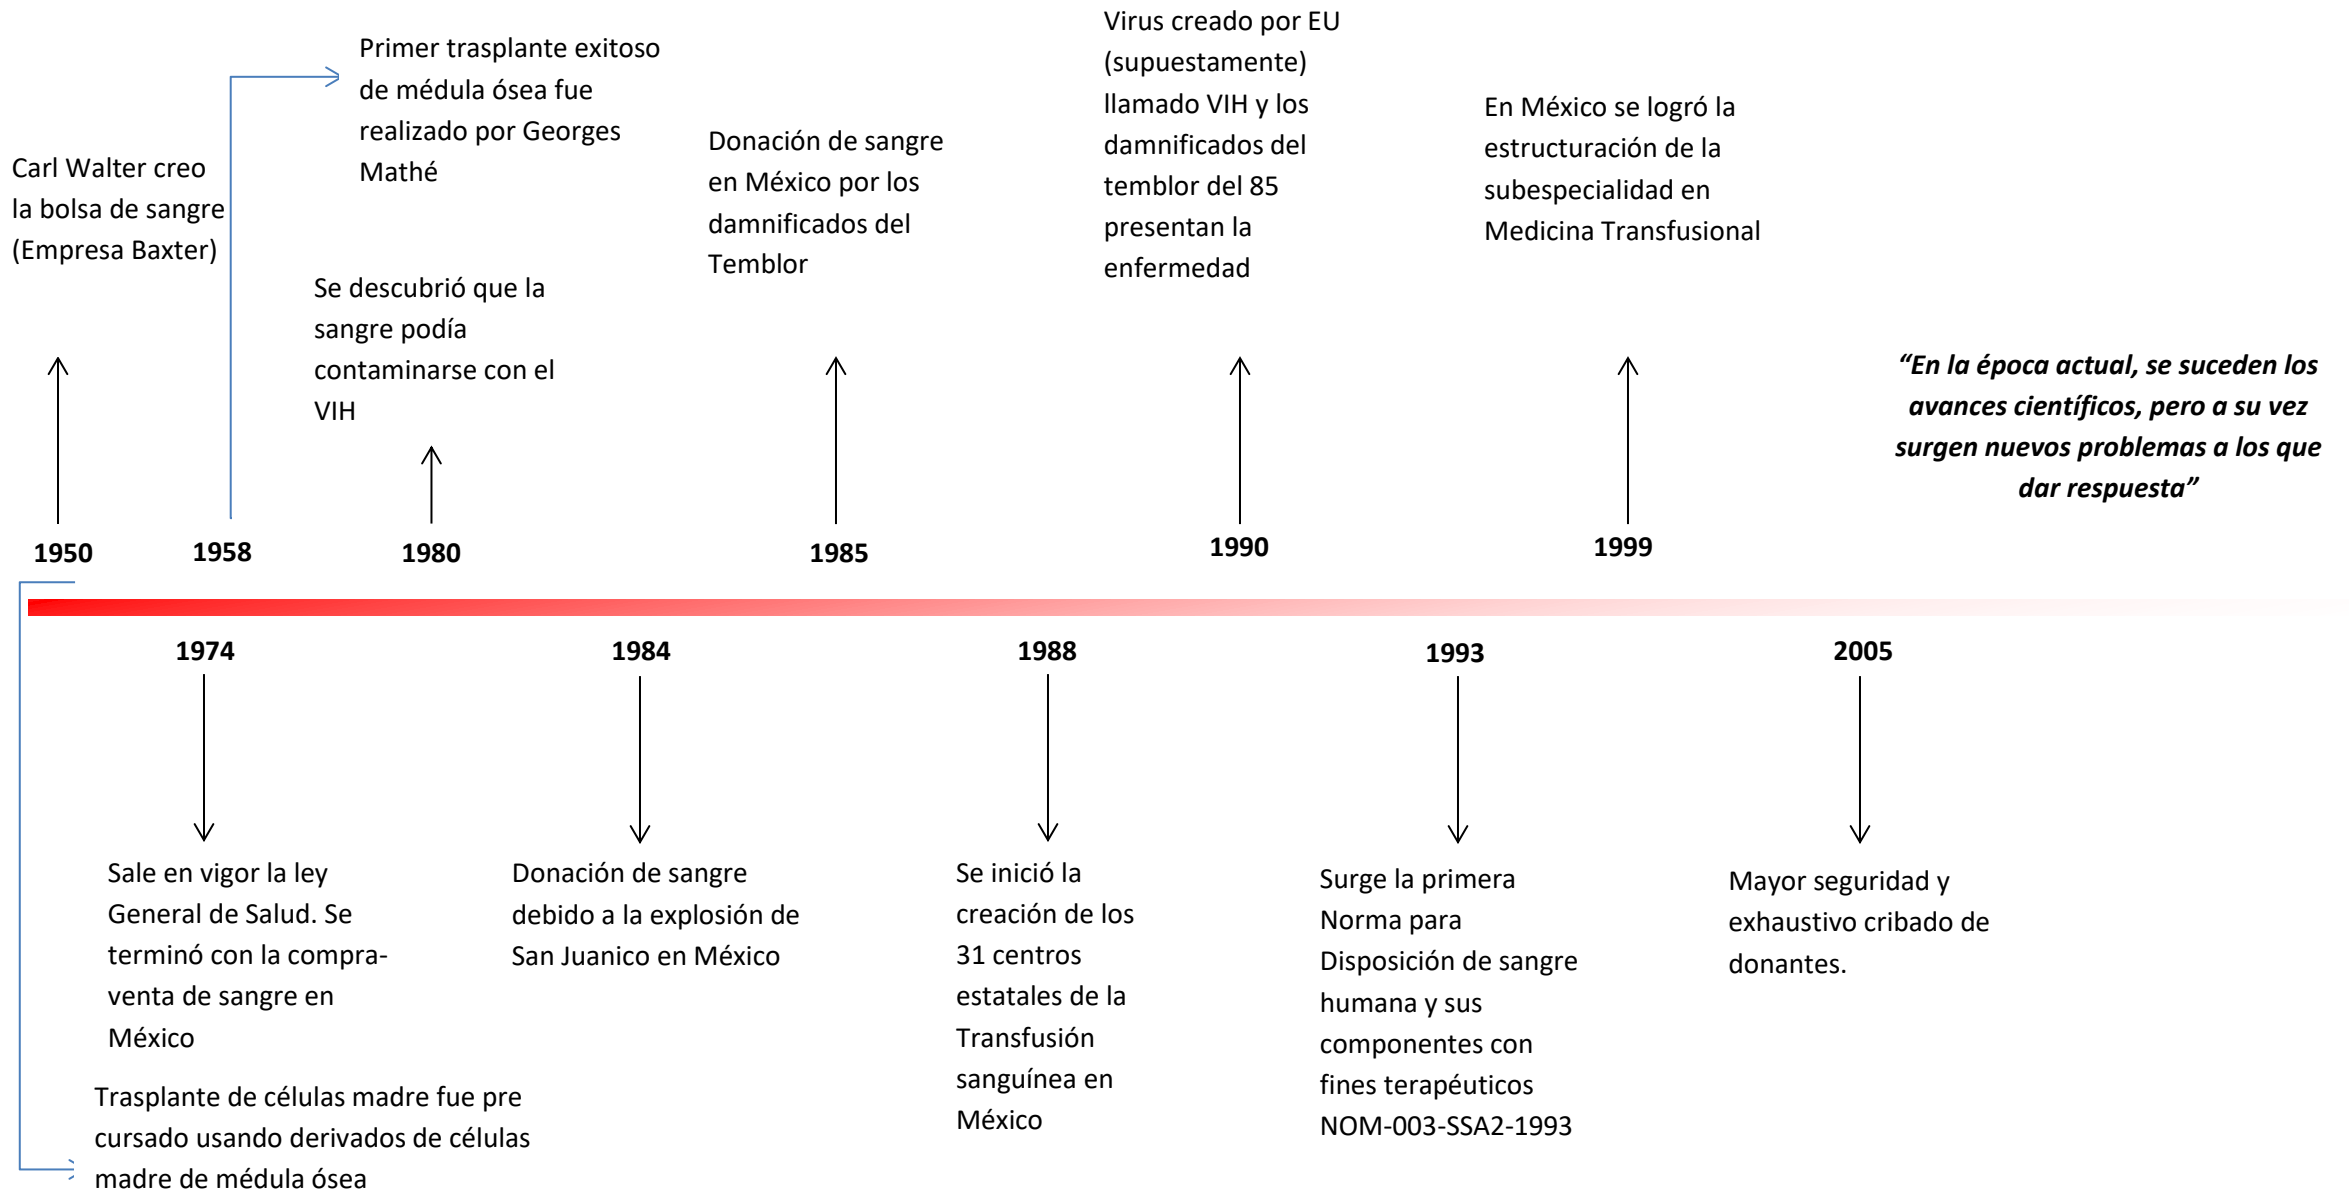 Carl Walter creo
la bolsa de sangre
(Empresa Baxter)
Primer trasplante exitoso
de médula ósea fue
realizado por Georges
Mathé
Se descubrió que la
sangre podía
contaminarse con el
VIH
Donación de sangre
en México por los
damnificados del
Temblor
Virus creado por EU
(supuestamente)
llamado VIH y los
damnificados del
temblor del 85
presentan la
enfermedad
En México se logró la
estructuración de la
subespecialidad en
Medicina Transfusional
“En la época actual, se suceden los
avances científicos, pero a su vez
surgen nuevos problemas a los que
dar respuesta”
1950
1958
1980
1985
1990
1999
1974
1984
1988
1993
2005
Sale en vigor la ley
General de Salud. Se
terminó con la compra-
venta de sangre en
México
Trasplante de células madre fue pre
cursado usando derivados de células
madre de médula ósea
Donación de sangre
debido a la explosión de
San Juanico en México
Se inició la
creación de los
31 centros
estatales de la
Transfusión
sanguínea en
México
Surge la primera
Norma para
Disposición de sangre
humana y sus
componentes con
fines terapéuticos
NOM-003-SSA2-1993
Mayor seguridad y
exhaustivo cribado de
donantes.